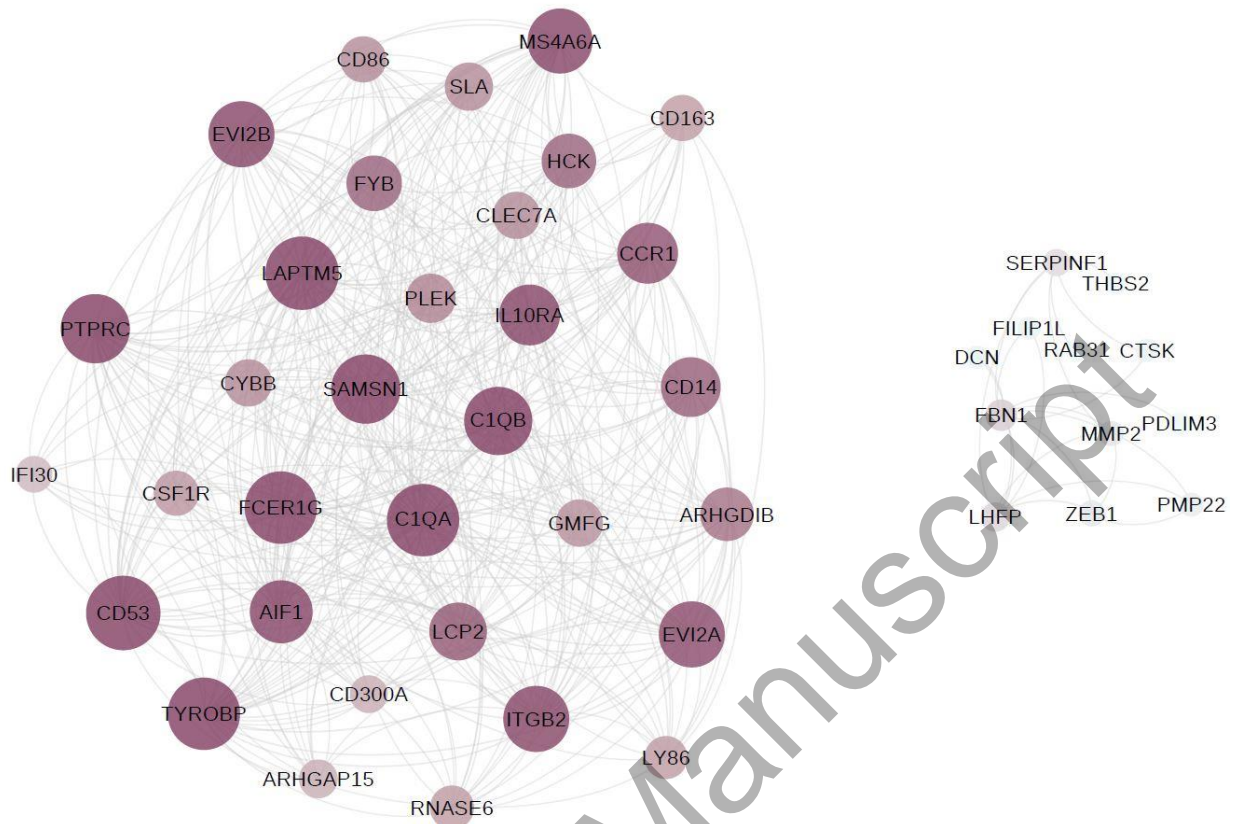 MS4A6A
CD86
SLA
CD163
EVI2B
HCK
FYB
CLEC7A
CCR1
LAPTM5
PLEK
IL10RA
PTPRC
CYBB
SAMSN1
CD14
C1QB
IFI30
CSF1R
FCER1G
C1QA
GMFG
ARHGDIB
CD53
AIF1
LCP2
EVI2A
CD300A
TYROBP
ITGB2
LY86
ARHGAP15
RNASE6
SERPINF1
THBS2
FILIP1L
RAB31
CTSK
DCN
FBN1
MMP2
PDLIM3
LHFP
ZEB1
PMP22
Manuscript